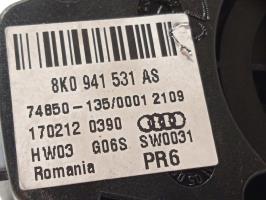 8K0 941 531 AS
74850-135/0001 2109
170212 0390
HW03 G06S SW0031
Romania PR6